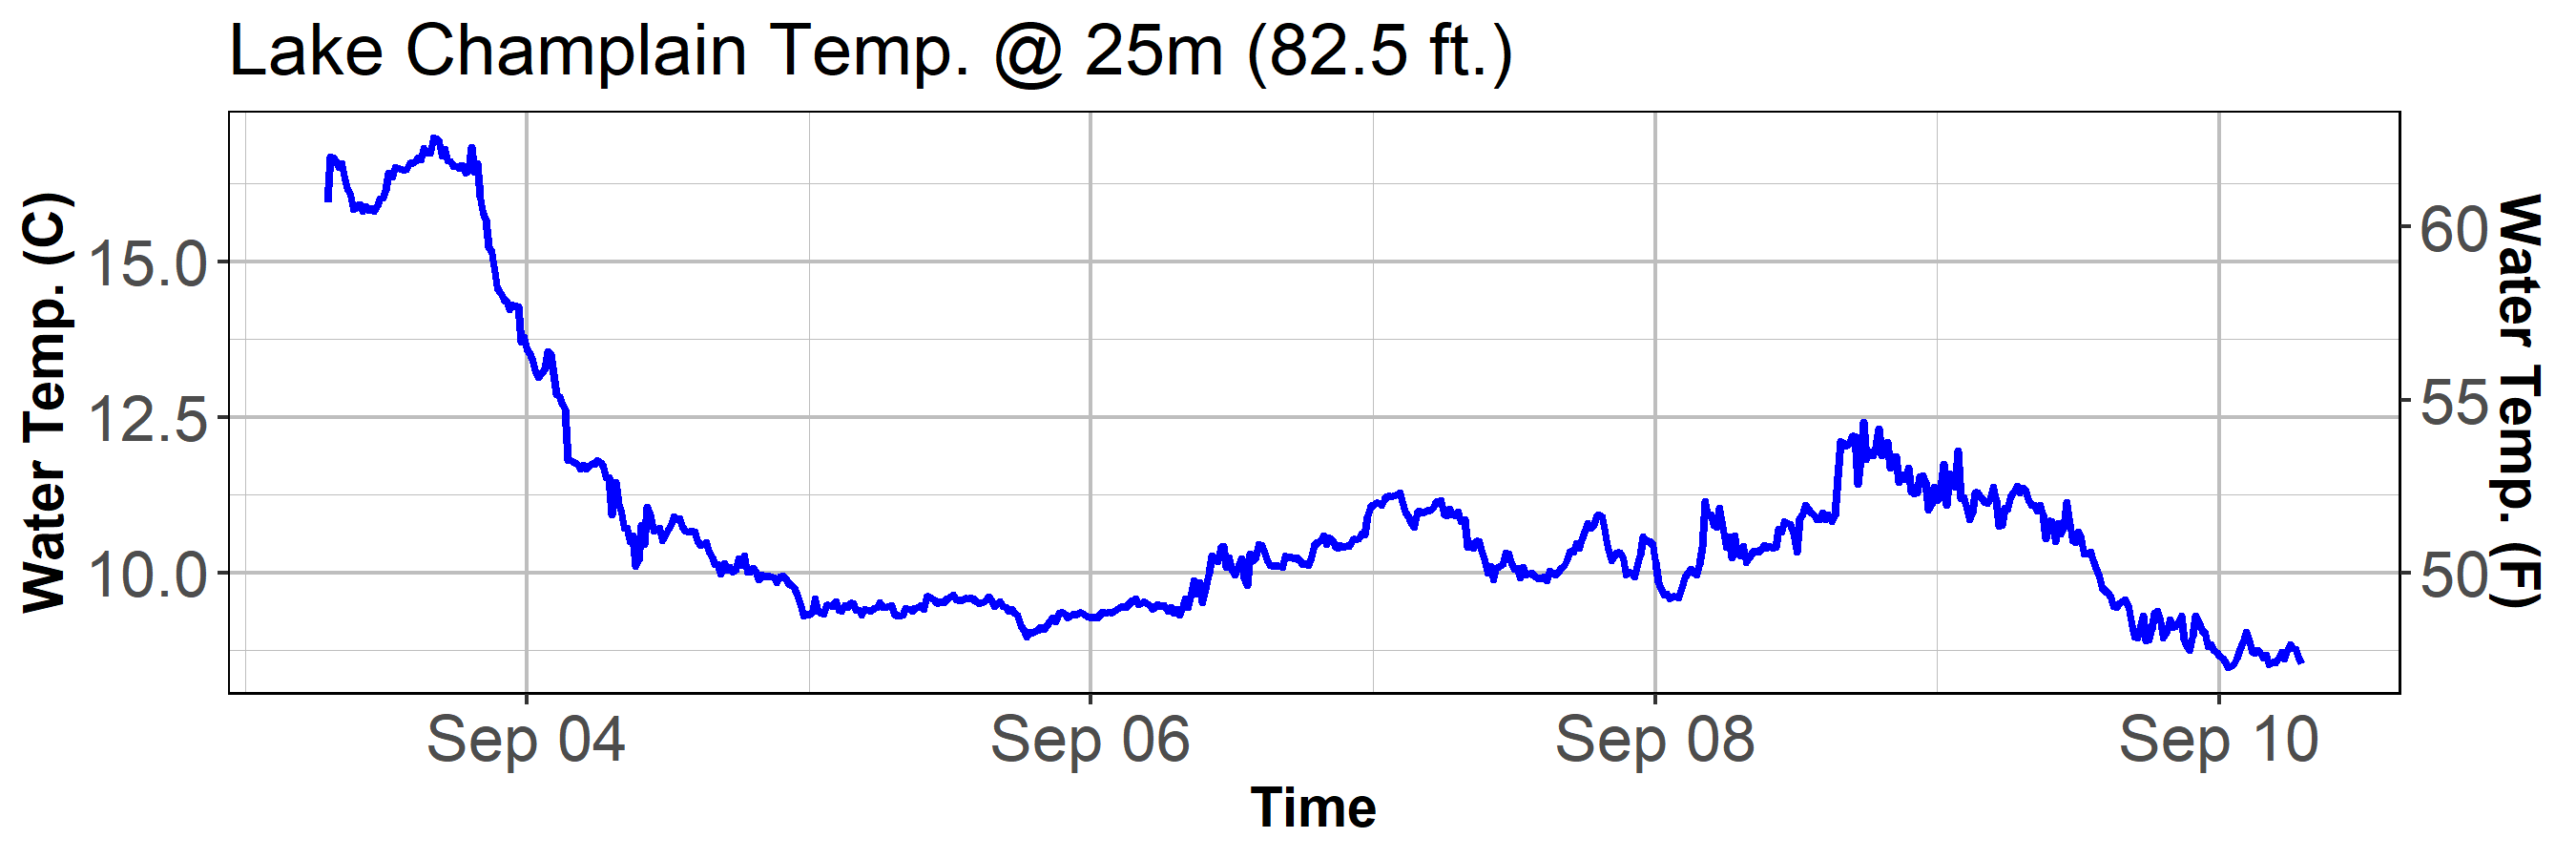 Lake Champlain Temp. @ 25m (82.5 ft.)
Water Temp. (C)
15.0
12.5
10.0
60
55
50
Water Temp. (F)
Sep 04 Sep 06 Sep 08 Sep 10
Time